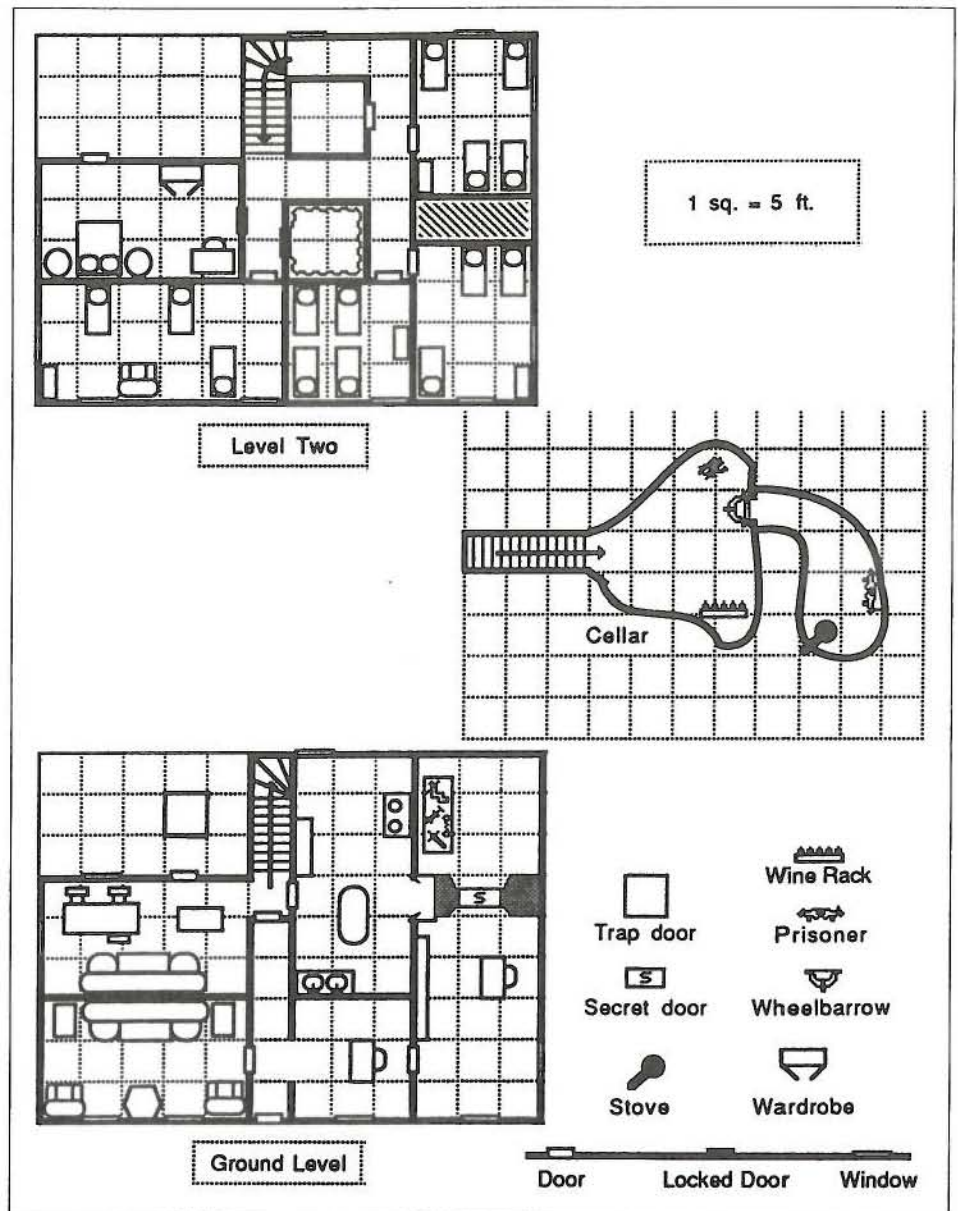 1 sq. = 5 ft.
Level Two
Cellar
S
Wine Rack
Trap door
Prisoner
S
Secret door
Wheelbarrow
Stove
Wardrobe
Ground Level
Door
Locked Door
Window